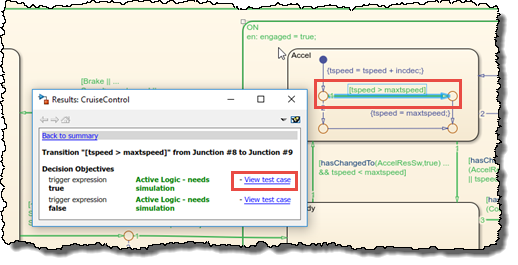 ON
en: engaged = true;
Accel
[Brake || ...
{tspeed = tspeed + incdec;}
[tspeed > maxtspeed]
{tspeed = maxtspeed;}
2
Results: CruiseControl
Back to summary
Transition "[tspeed > maxtspeed]" from Junction #8 to Junction #9
Decision Objectives
trigger expression true Active Logic - needs simulation - View test case
trigger expression false Active Logic - needs simulation - View test case
[hasChangedTo(AccelResSw,true) ...
&& tspeed < maxtspeed]
[hasCh
(Co
|| tsp
dy
1